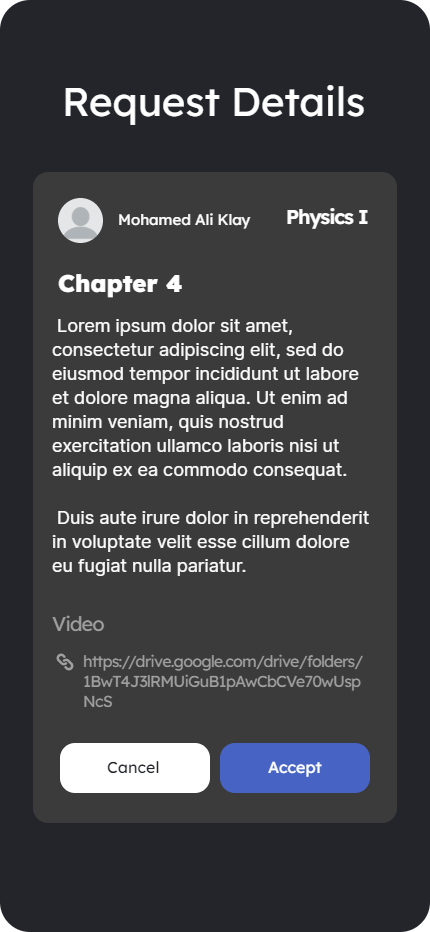 Request Details
Mohamed Ali Klay
Physics I
Chapter 4
Lorem ipsum dolor sit amet,
consectetur adipiscing elit, sed do
eiusmod tempor incididunt ut labore
et dolore magna aliqua. Ut enim ad
minim veniam, quis nostrud
exercitation ullamco laboris nisi ut
aliquip ex ea commodo consequat.
Duis aute irure dolor in reprehenderit
in voluptate velit esse cillum dolore
eu fugiat nulla pariatur.
Video
https://drive.google.com/drive/folders/
1BwT4J3lRMUiGuB1pAwCbCVe70wUsp
NcS
Cancel
Accept